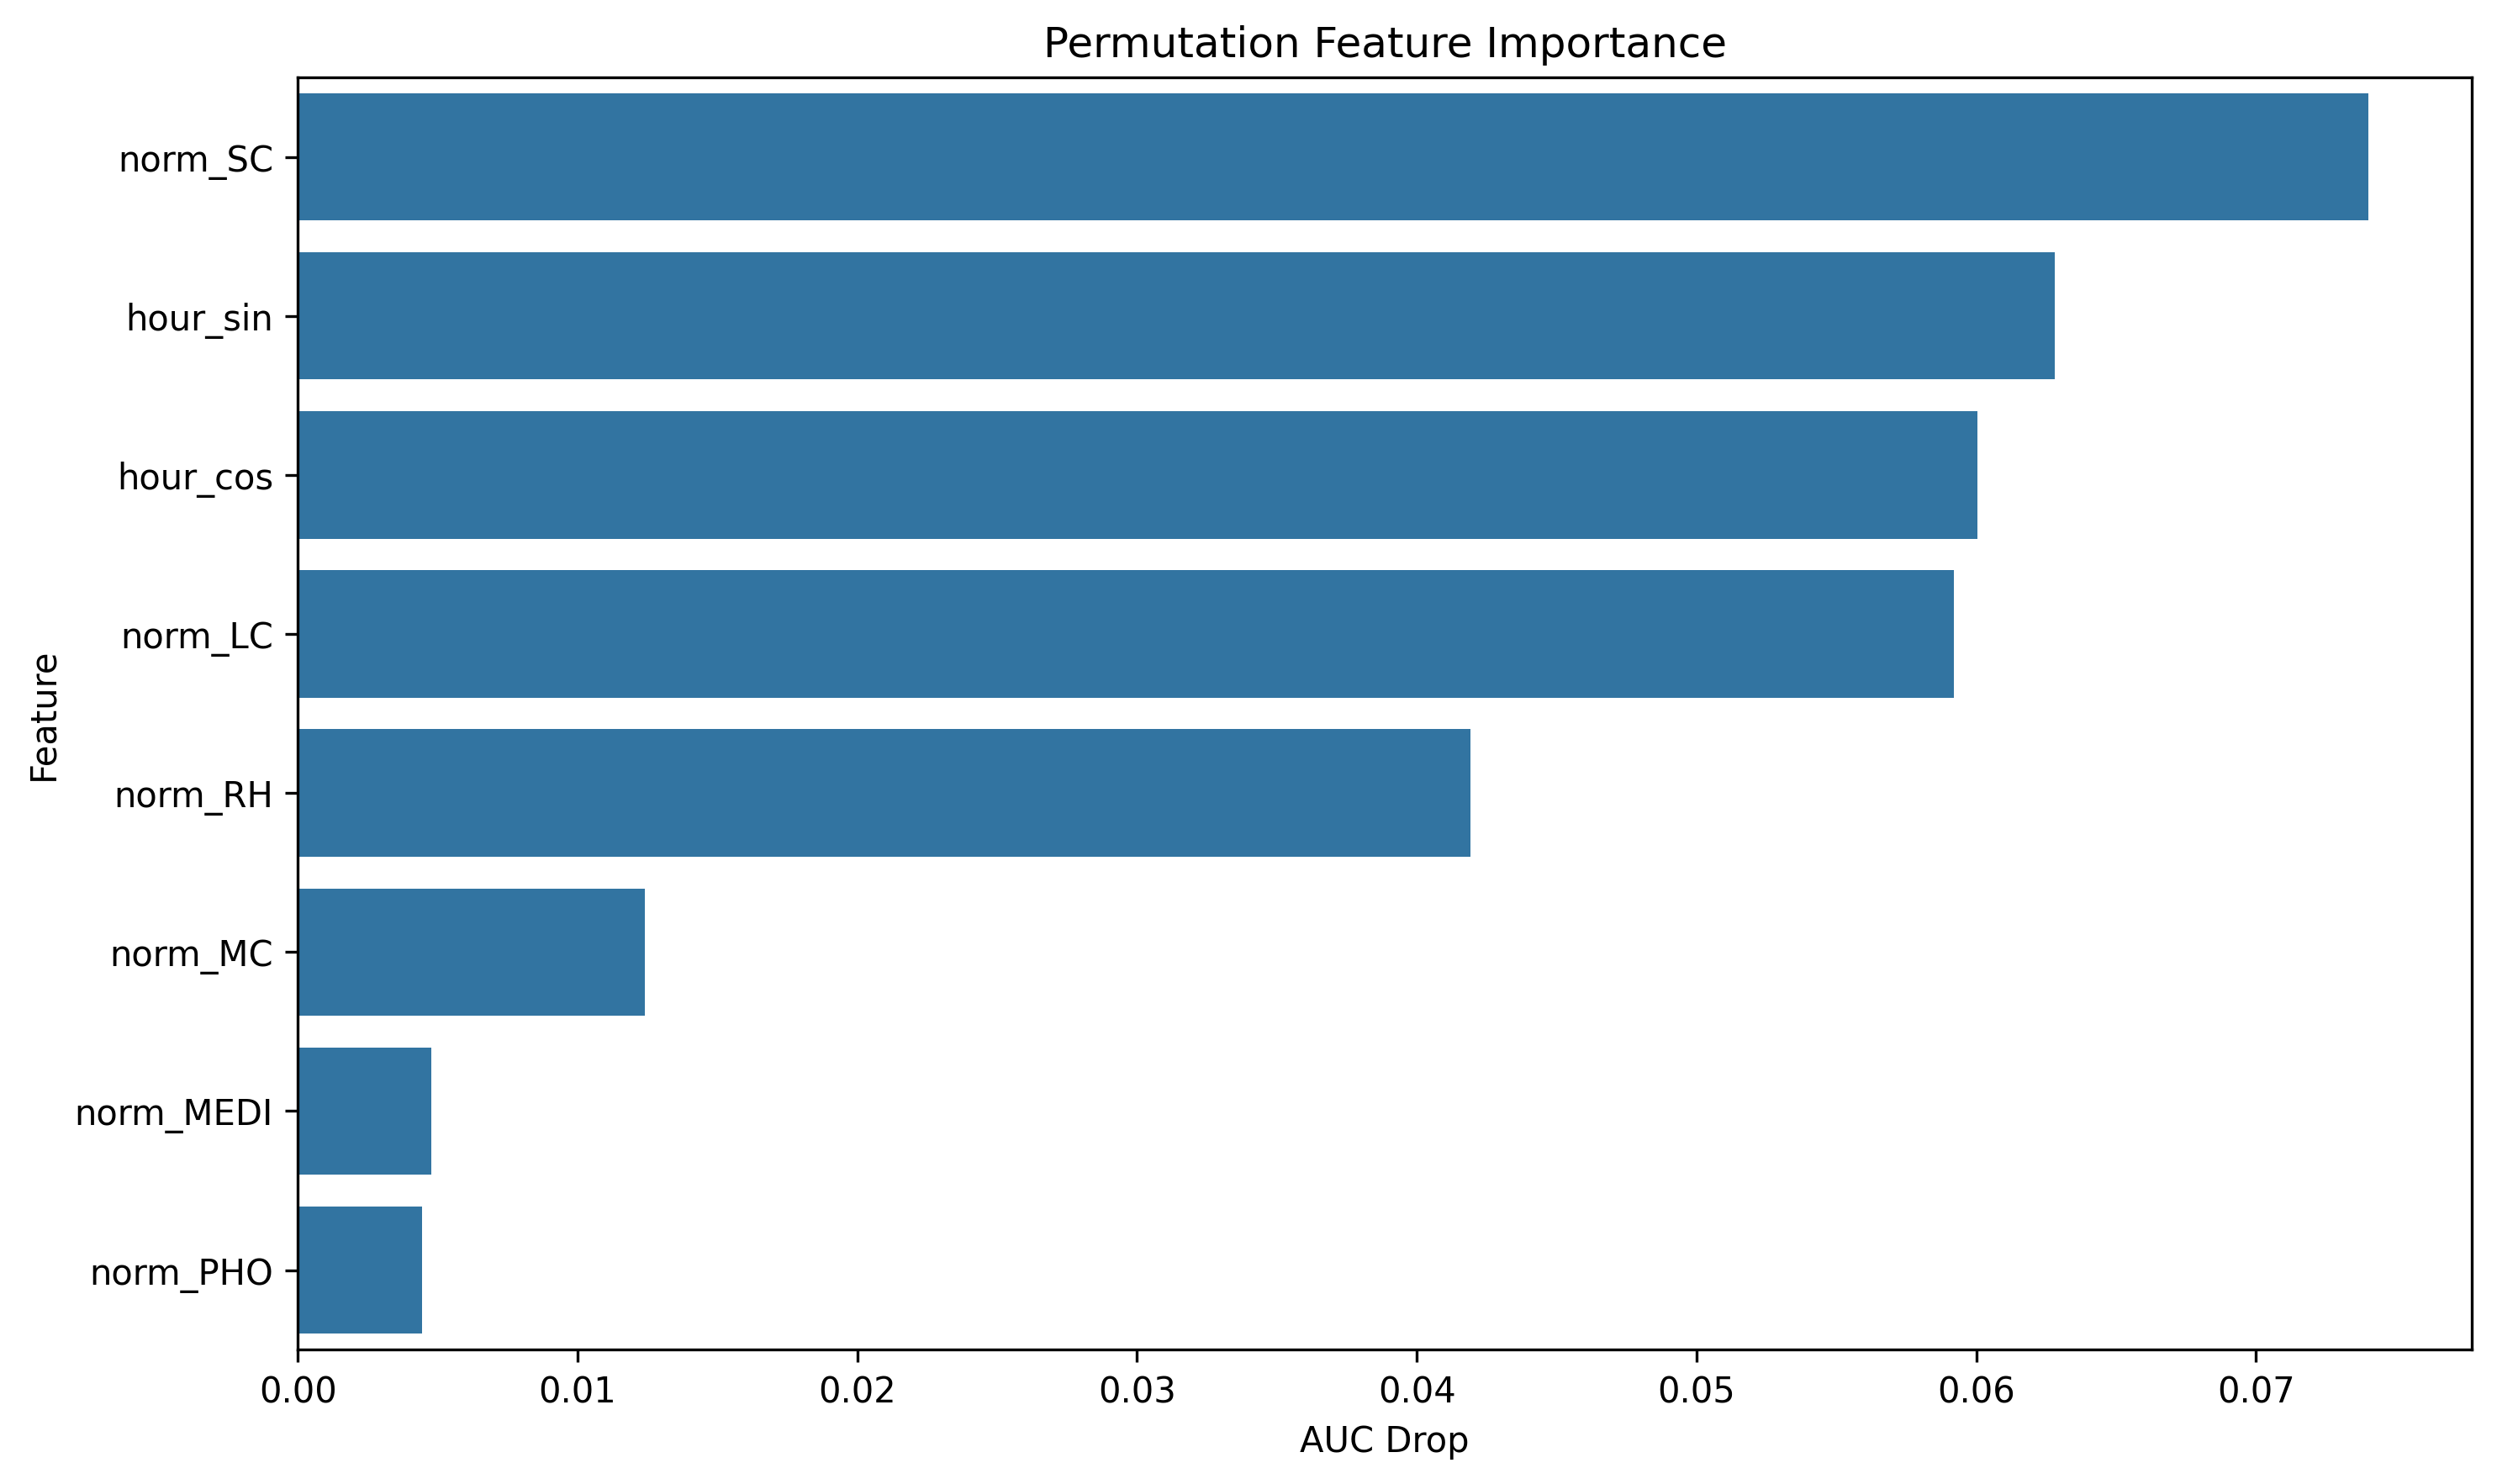 Permutation Feature Importance
norm_SC
hour_sin
hour_cos
norm_LC
norm_RH
norm_MC
norm_MEDI
norm_PHO
Feature
0.00 0.01 0.02 0.03 0.04 0.05 0.06 0.07
AUC Drop